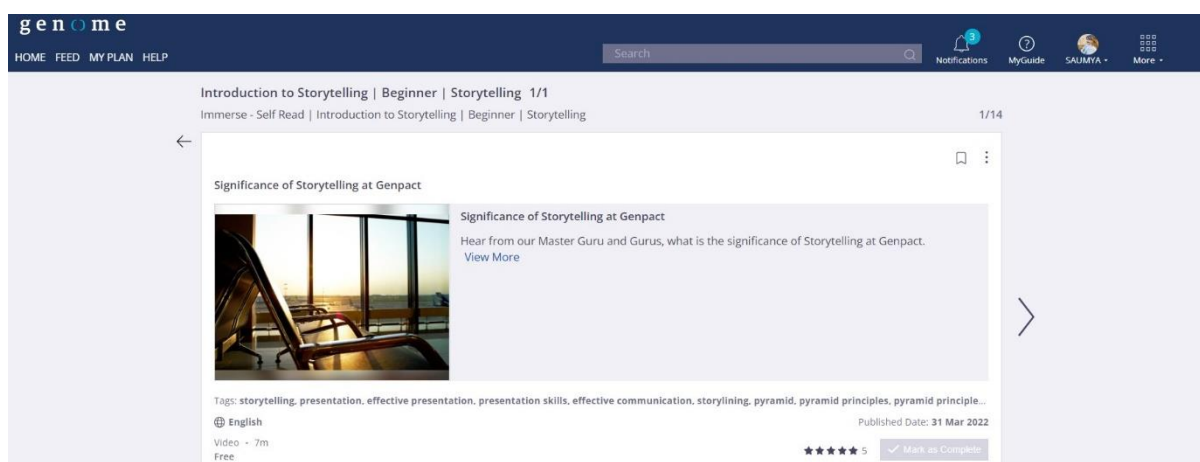 genome
HOME FEED MY PLAN HELP
Search
3
Notifications
MyGuide
SAUMYA
More
Introduction to Storytelling | Beginner | Storytelling 1/1
Immerse - Self Read | Introduction to Storytelling | Beginner | Storytelling
1/14
Significance of Storytelling at Genpact
Significance of Storytelling at Genpact
Hear from our Master Guru and Gurus, what is the significance of Storytelling at Genpact.
View More
Tags: storytelling, presentation, effective presentation, presentation skills, effective communication, storylining, pyramid, pyramid principles, pyramid principle...
English
Published Date: 31 Mar 2022
Video • 7m
Free
★★★★★ 5
✓ Mark as Complete